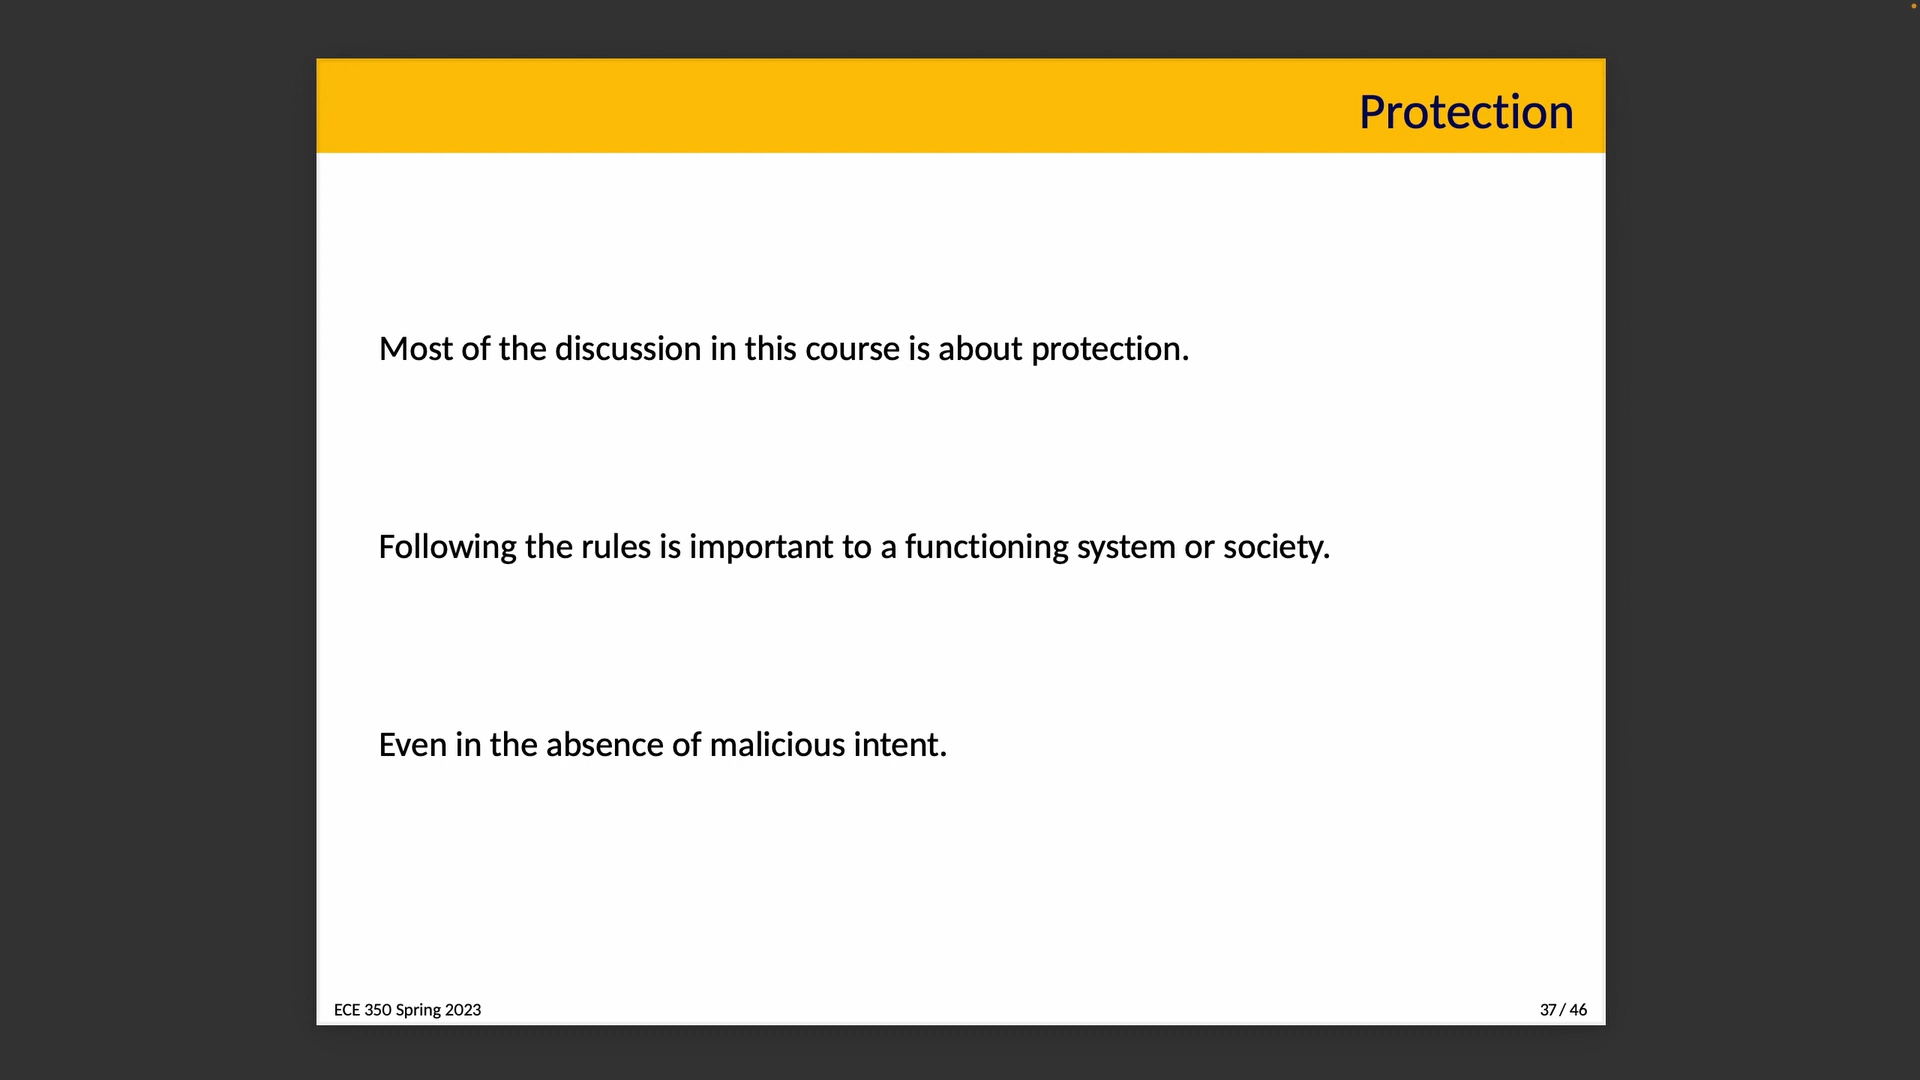 Protection
Most of the discussion in this course is about protection.
Following the rules is important to a functioning system or society.
Even in the absence of malicious intent.
ECE 350 Spring 2023
37 / 46